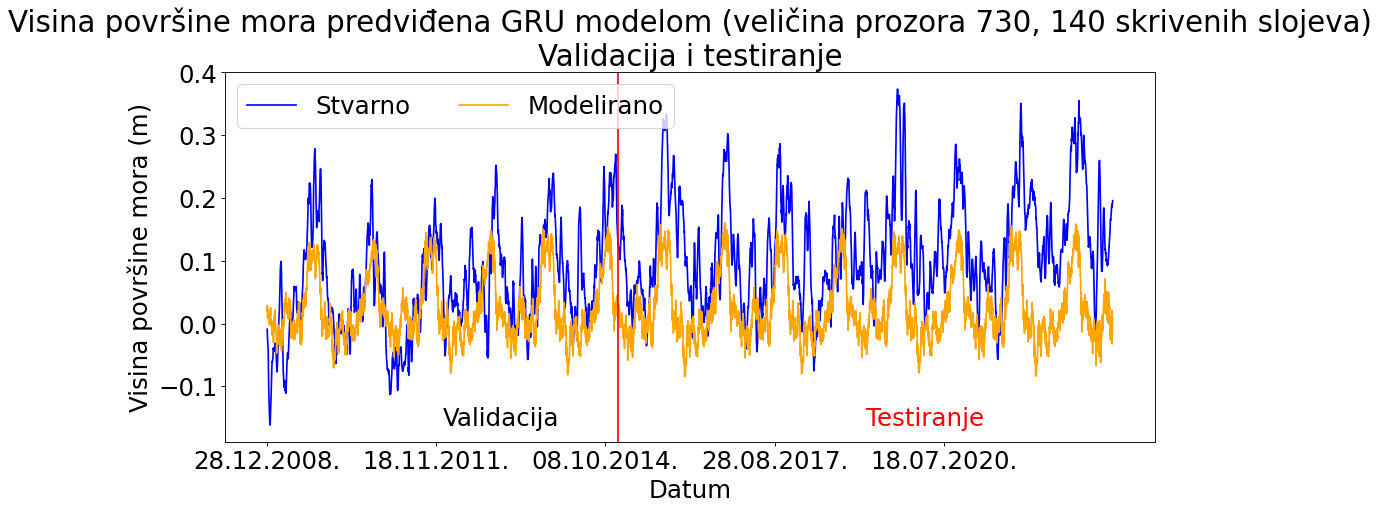 Visina površine mora predviđena GRU modelom (veličina prozora 730, 140 skrivenih slojeva)
Validacija i testiranje
Stvarno Modelirano
Visina površine mora (m)
0.4
0.3
0.2
0.1
0.0
−0.1
Validacija Testiranje
28.12.2008. 18.11.2011. 08.10.2014. 28.08.2017. 18.07.2020.
Datum